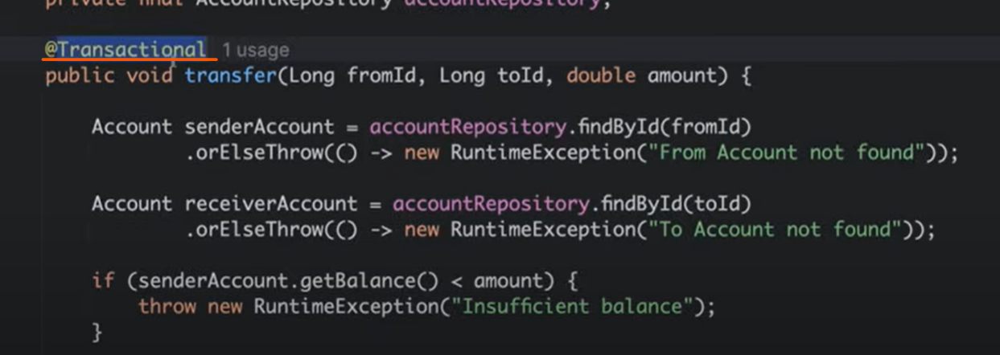 private final AccountRepository accountRepository;
@Transactional 1 usage
public void transfer(Long fromId, Long toId, double amount) {
Account senderAccount = accountRepository.findById(fromId)
.orElseThrow(() -> new RuntimeException("From Account not found"));
Account receiverAccount = accountRepository.findById(toId)
.orElseThrow(() -> new RuntimeException("To Account not found"));
if (senderAccount.getBalance() < amount) {
throw new RuntimeException("Insufficient balance");
}